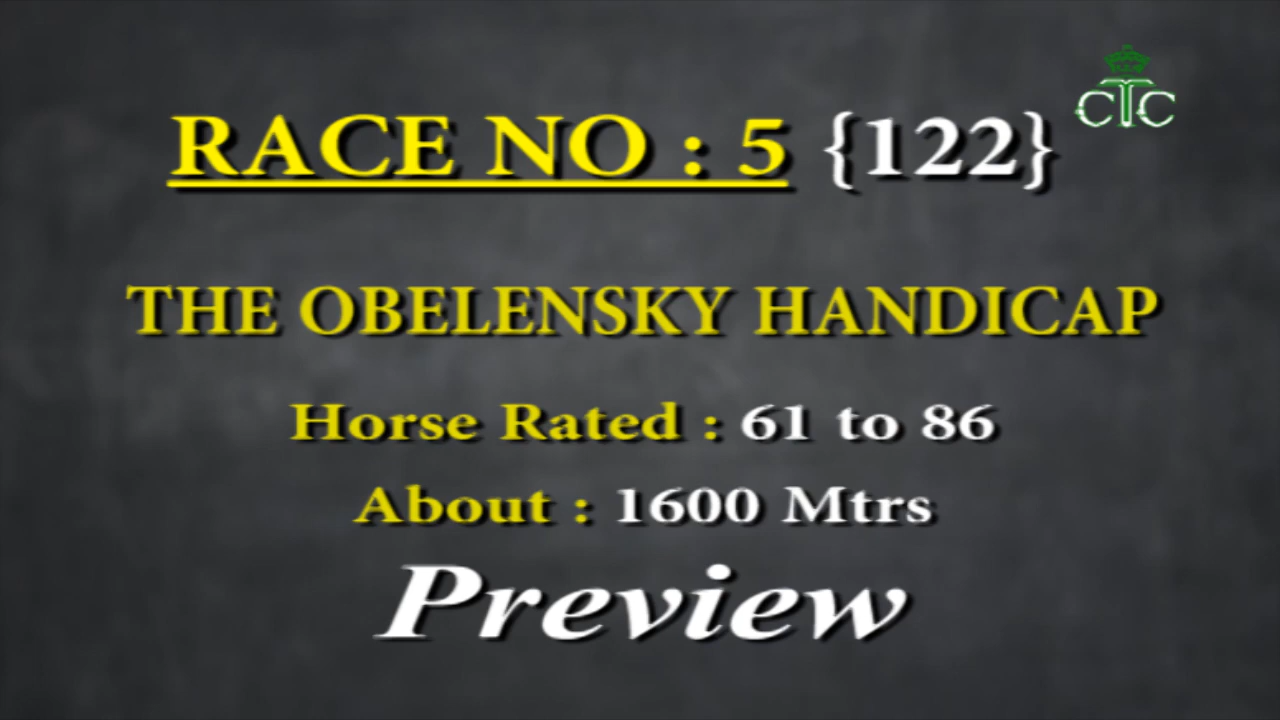 RACE NO : 5 {122}
CTC
THE OBELENSKY HANDICAP
Horse Rated : 61 to 86
About : 1600 Mtrs
Preview